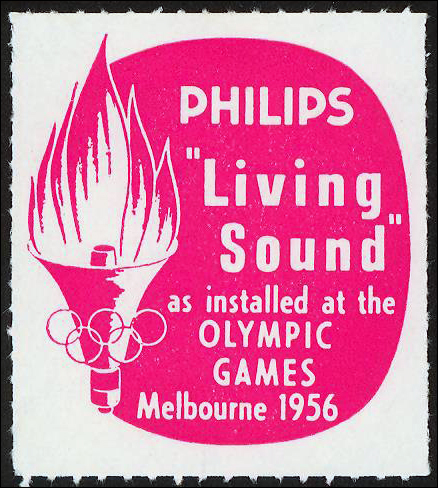 PHILIPS
"Living
Sound"
as installed at the
OLYMPIC
GAMES
Melbourne 1956